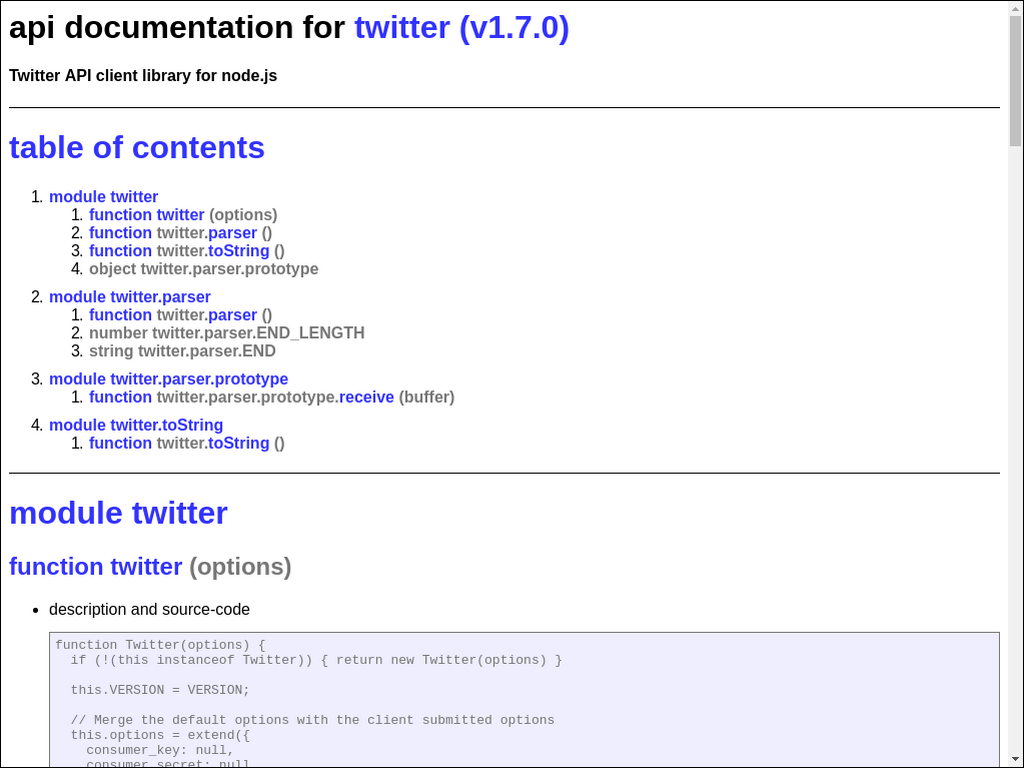 api documentation for twitter (v1.7.0)
Twitter API client library for node.js
table of contents
1. module twitter
1. function twitter (options)
2. function twitter.parser ()
3. function twitter.toString ()
4. object twitter.parser.prototype
2. module twitter.parser
1. function twitter.parser ()
2. number twitter.parser.END_LENGTH
3. string twitter.parser.END
3. module twitter.parser.prototype
1. function twitter.parser.prototype.receive (buffer)
4. module twitter.toString
1. function twitter.toString ()
module twitter
function twitter (options)
• description and source-code
function Twitter(options) {
  if (!(this instanceof Twitter)) { return new Twitter(options) }
  this.VERSION = VERSION;
  // Merge the default options with the client submitted options
  this.options = extend({
    consumer_key: null,
    consumer_secret: null